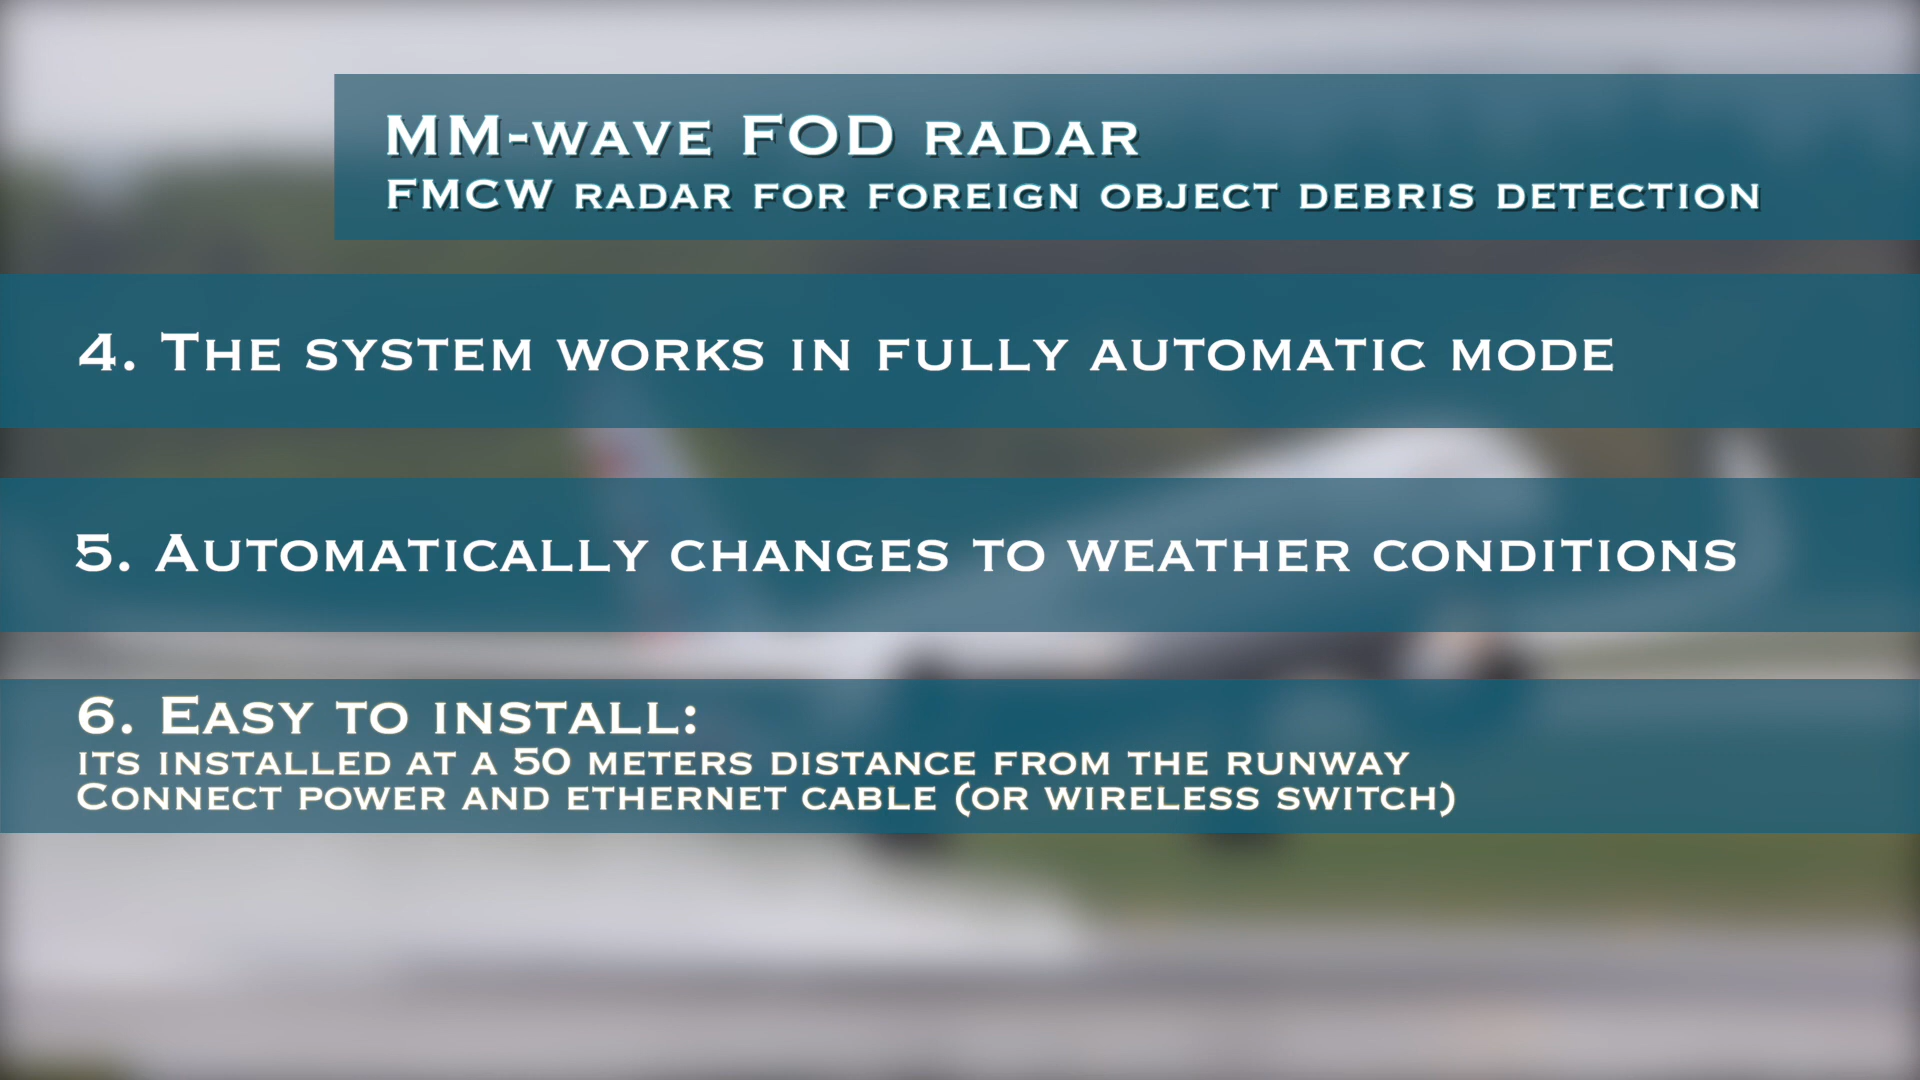 MM-wave FOD radar
FMCW radar for foreign object debris detection
4. The system works in fully automatic mode
5. Automatically changes to weather conditions
6. Easy to install:
its installed at a 50 meters distance from the runway
Connect power and ethernet cable (or wireless switch)